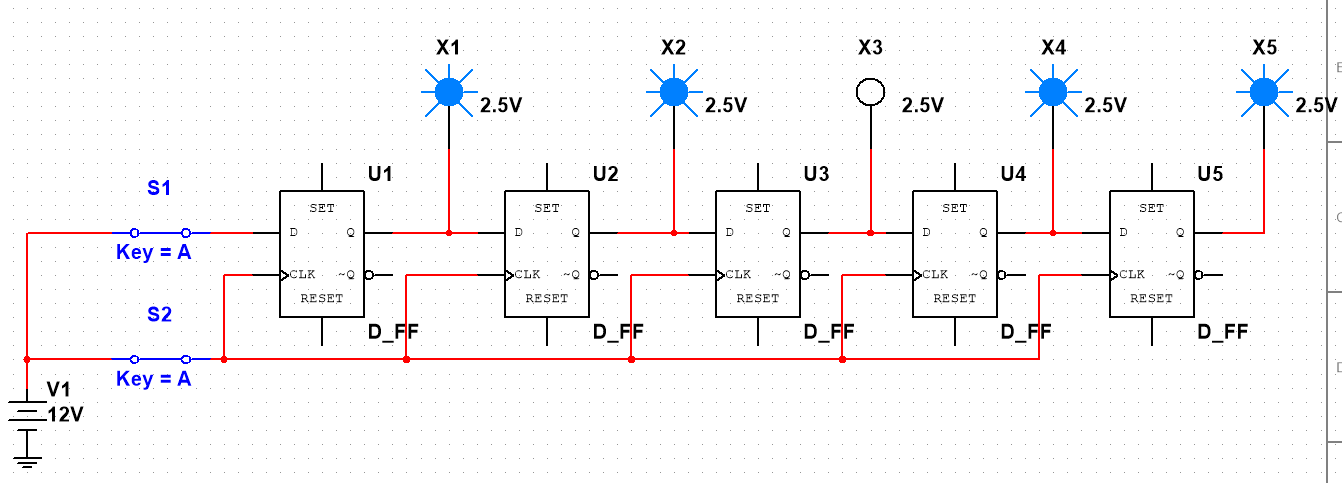 X1 X2 X3 X4 X5
2.5V 2.5V 2.5V 2.5V 2.5V
U1 U2 U3 U4 U5
S1
SET SET SET SET SET
D Q D Q D Q D Q D Q
Key = A
CLK ~Q CLK ~Q CLK ~Q CLK ~Q CLK ~Q
RESET RESET RESET RESET RESET
S2
D_FF D_FF D_FF D_FF D_FF
Key = A
V1
12V